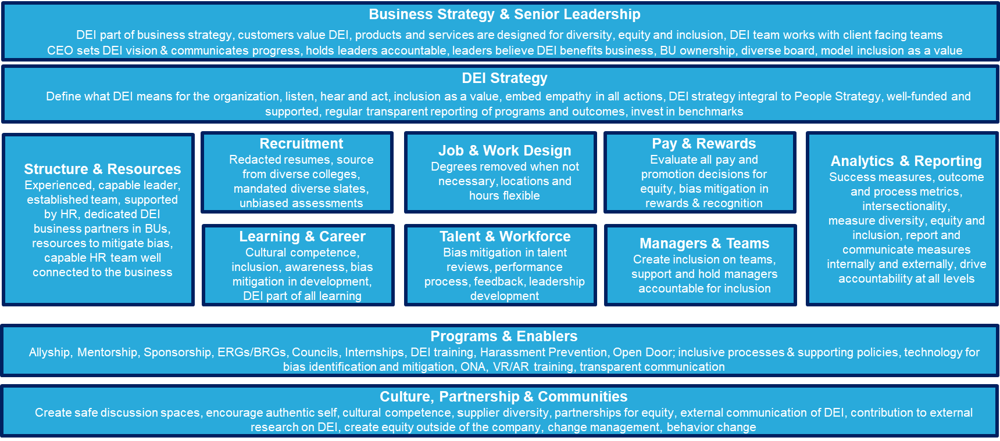 Business Strategy & Senior Leadership
DEI part of business strategy, customers value DEI, products and services are designed for diversity, equity and inclusion, DEI team works with client facing teams
CEO sets DEI vision & communicates progress, holds leaders accountable, leaders believe DEI benefits business, BU ownership, diverse board, model inclusion as a value
DEI Strategy
Define what DEI means for the organization, listen, hear and act, inclusion as a value, embed empathy in all actions, DEI strategy integral to People Strategy, well-funded and
supported, regular transparent reporting of programs and outcomes, invest in benchmarks
Structure & Resources
Experienced, capable leader,
established team, supported
by HR, dedicated DEI
business partners in BUs,
resources to mitigate bias,
capable HR team well
connected to the business
Recruitment
Redacted resumes, source
from diverse colleges,
mandated diverse slates,
unbiased assessments
Job & Work Design
Degrees removed when not
necessary, locations and
hours flexible
Pay & Rewards
Evaluate all pay and
promotion decisions for
equity, bias mitigation in
rewards & recognition
Learning & Career
Cultural competence,
inclusion, awareness, bias
mitigation in development,
DEI part of all learning
Talent & Workforce
Bias mitigation in talent
reviews, performance
process, feedback, leadership
development
Managers & Teams
Create inclusion on teams,
support and hold managers
accountable for inclusion
Analytics & Reporting
Success measures, outcome
and process metrics,
intersectionality,
measure diversity, equity and
inclusion, report and
communicate measures
internally and externally, drive
accountability at all levels
Programs & Enablers
Allyship, Mentorship, Sponsorship, ERGs/BRGs, Councils, Internships, DEI training, Harassment Prevention, Open Door; inclusive processes & supporting policies, technology for
bias identification and mitigation, ONA, VR/AR training, transparent communication
Culture, Partnership & Communities
Create safe discussion spaces, encourage authentic self, cultural competence, supplier diversity, partnerships for equity, external communication of DEI, contribution to external
research on DEI, create equity outside of the company, change management, behavior change